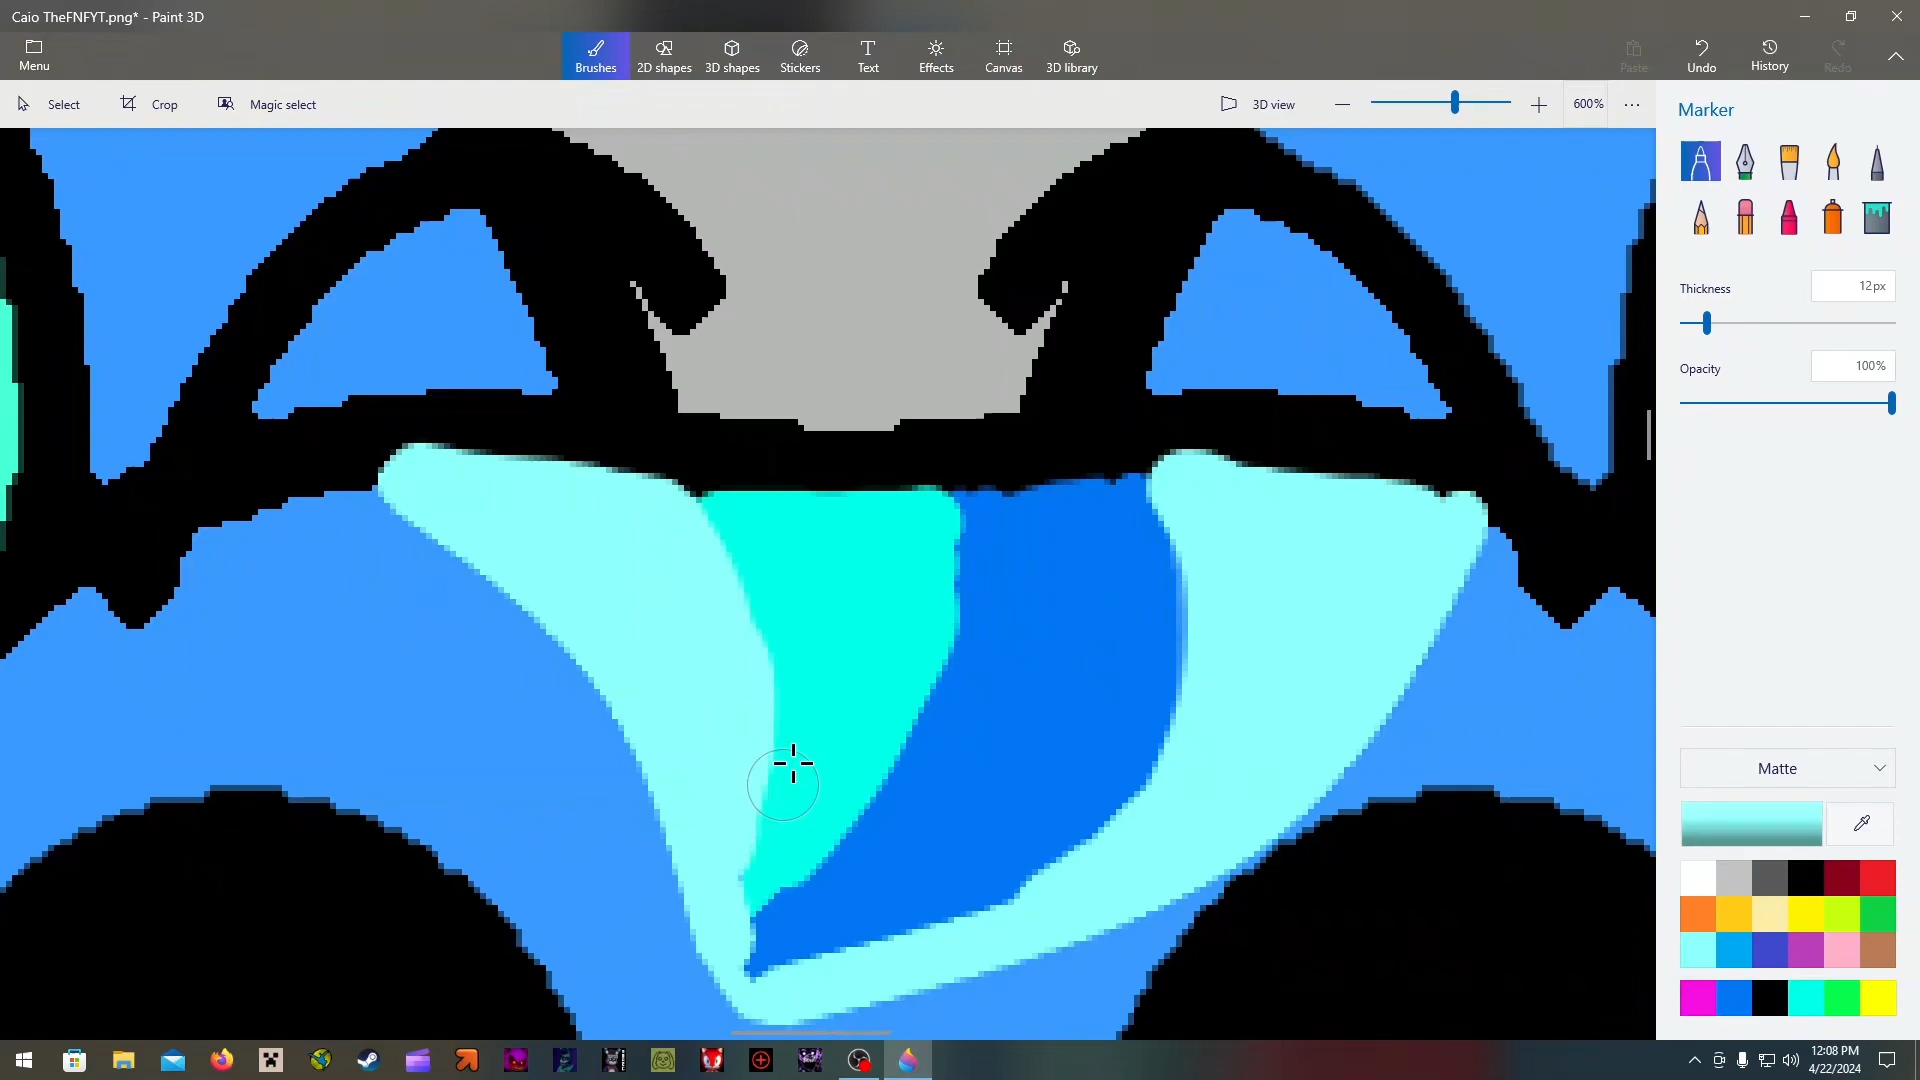 Caio TheFNFYT.png* - Paint 3D
Menu
Brushes
2D shapes
3D shapes
Stickers
Text
Effects
Canvas
3D library
Paste
Undo
History
Redo
Select
Crop
Magic select
3D view
600%
Marker
Thickness
12px
Opacity
100%
Matte
12:08 PM
4/22/2024